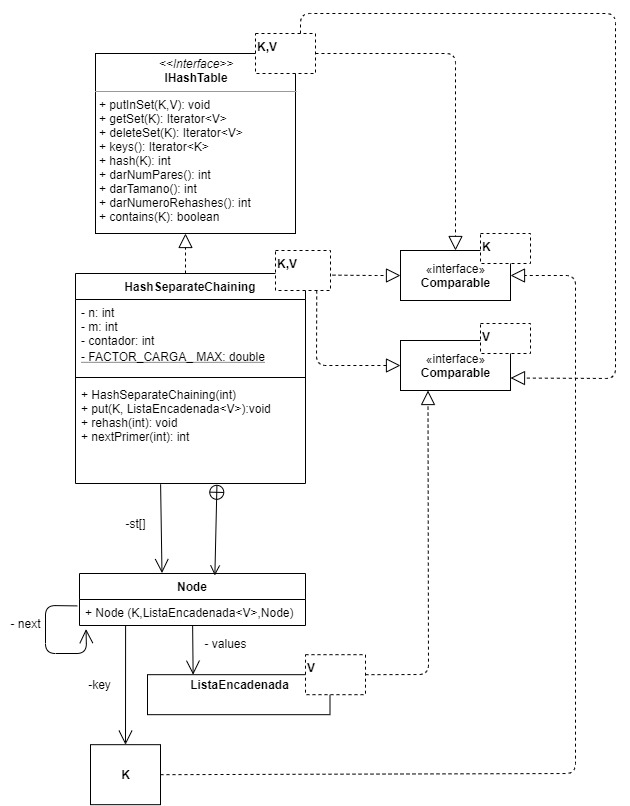 K,V
<<Interface>>
IHashTable
+ putInSet(K,V): void
+ getSet(K): Iterator<V>
+ deleteSet(K): Iterator<V>
+ keys(): Iterator<K>
+ hash(K): int
+ darNumPares(): int
+ darTamano(): int
+ darNumeroRehashes(): int
+ contains(K): boolean
K
«interface»
Comparable
K,V
HashSeparateChaining
- n: int
- m: int
- contador: int
- FACTOR_CARGA_ MAX: double
V
«interface»
Comparable
+ HashSeparateChaining(int)
+ put(K, ListaEncadenada<V>):void
+ rehash(int): void
+ nextPrimer(int): int
-st[]
Node
+ Node (K,ListaEncadenada<V>,Node)
- next
- values
V
ListaEncadenada
-key
K